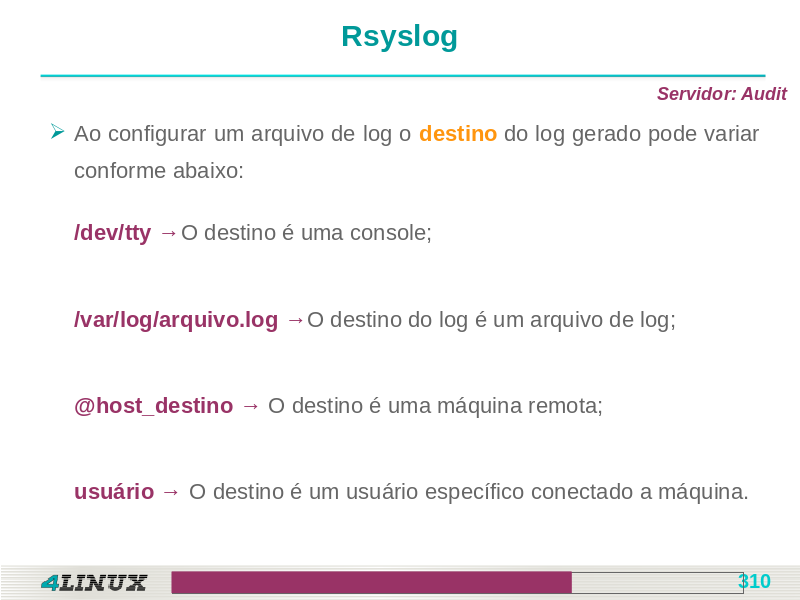 Rsyslog
Servidor: Audit
➢ Ao configurar um arquivo de log o destino do log gerado pode variar
conforme abaixo:
/dev/tty →O destino é uma console;
/var/log/arquivo.log →O destino do log é um arquivo de log;
@host_destino → O destino é uma máquina remota;
usuário → O destino é um usuário específico conectado a máquina.
4LINUX
310